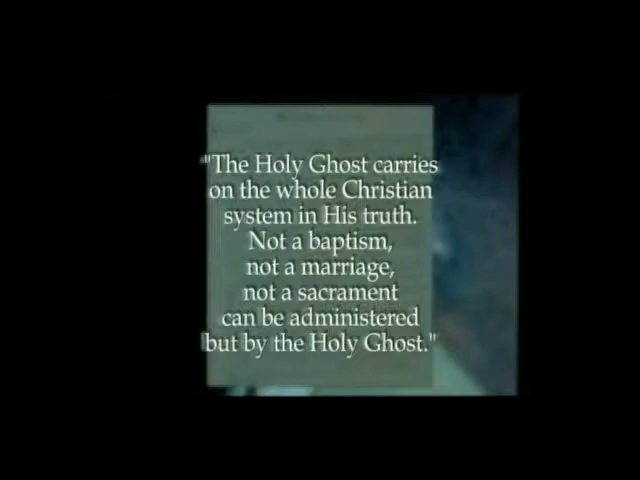 "The Holy Ghost carries
on the whole Christian
system in His truth.
Not a baptism,
not a marriage,
not a sacrament
can be administered
but by the Holy Ghost."